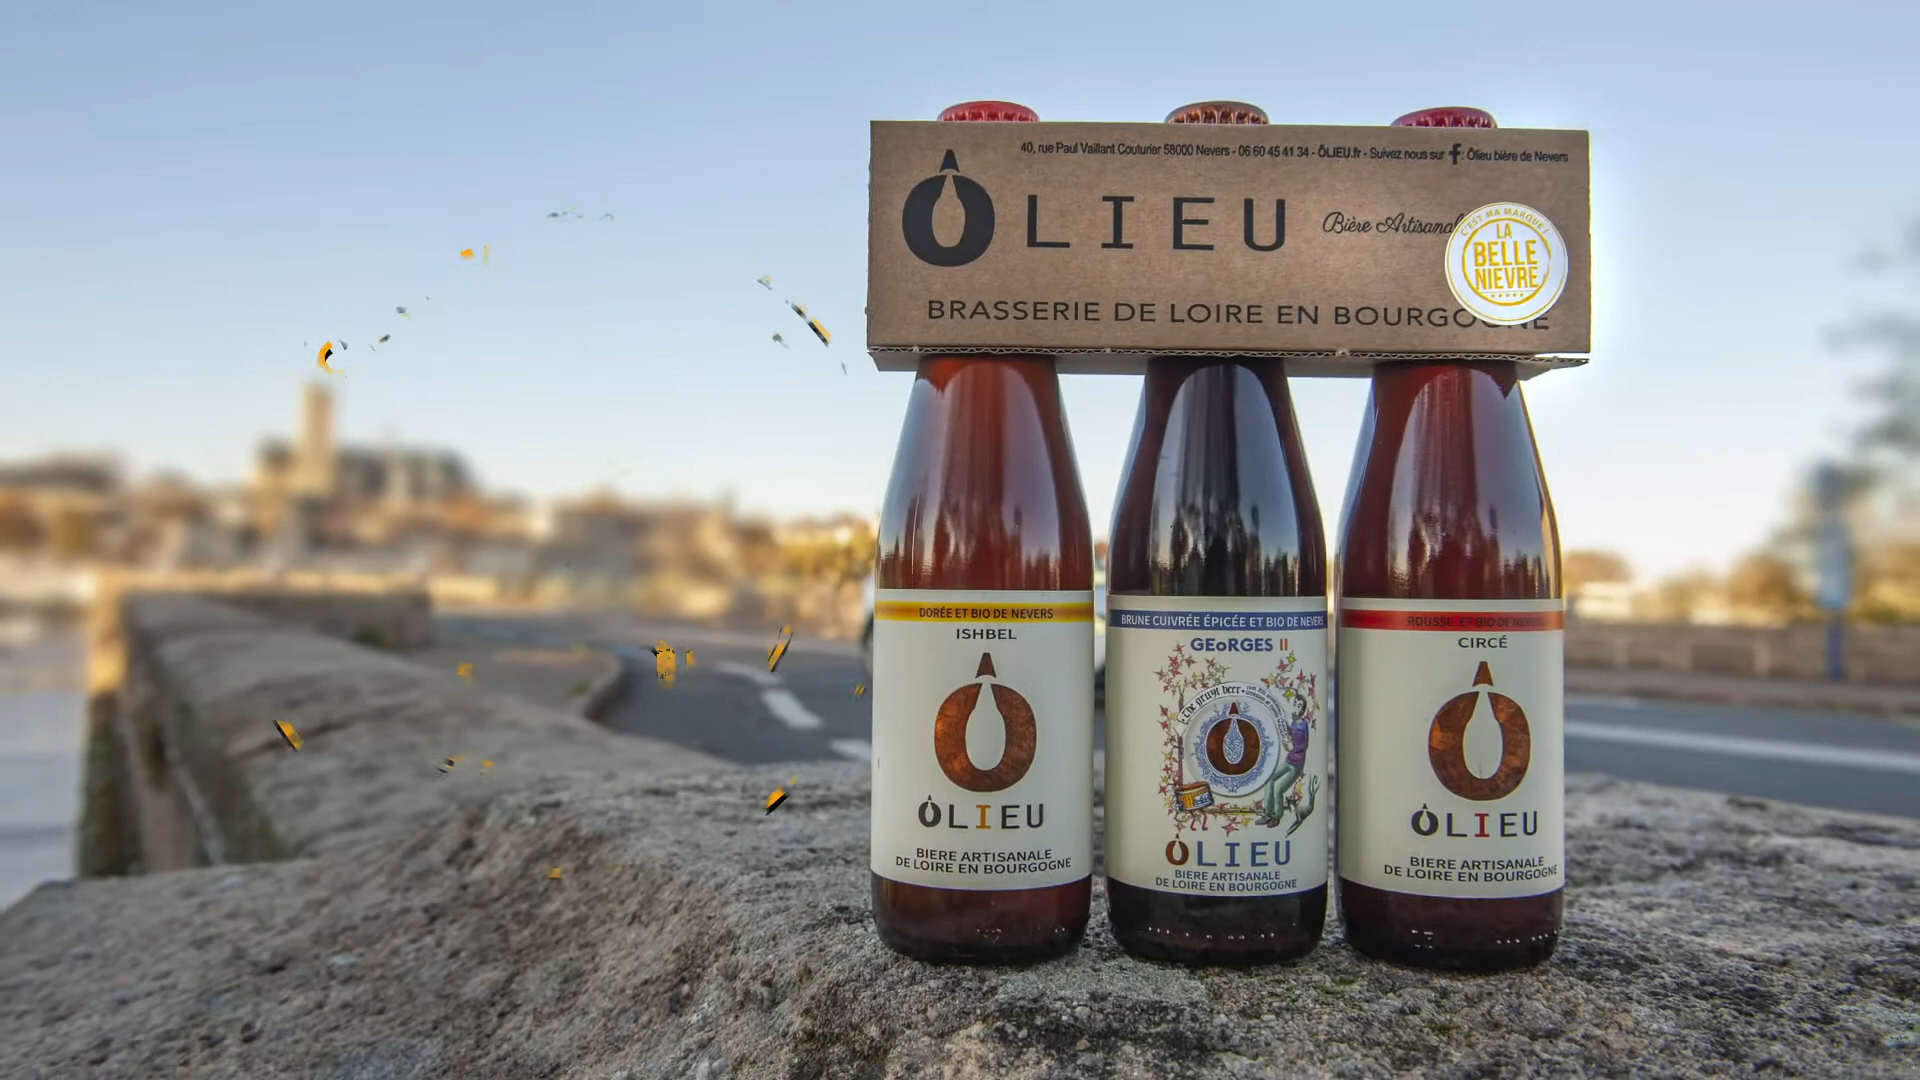 40, rue Paul Vaillant Couturier 58000 Nevers - 06 60 45 41 34 - ÔLIEU.fr - Suivez nous sur f : Ôlieu bière de Nevers
ÔLIEU
Bière Artisanal
C'EST MA MARQUE !
LA
BELLE
NIEVRE
BRASSERIE DE LOIRE EN BOURGOGNE
DORÉE ET BIO DE NEVERS
ISHBEL
ÔLIEU
BIERE ARTISANALE
DE LOIRE EN BOURGOGNE
BRUNE CUIVRÉE ÉPICÉE ET BIO DE NEVERS
GEoRGES II
The gruyt beer
ÔLIEU
BIERE ARTISANALE
DE LOIRE EN BOURGOGNE
ROUSSE ET BIO DE NEVERS
CIRCÉ
ÔLIEU
BIERE ARTISANALE
DE LOIRE EN BOURGOGNE